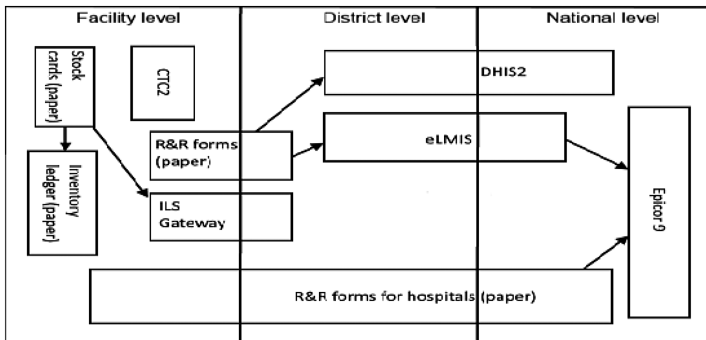 Facility level
District level
National level
Stock
cards (paper)
CTC2
DHIS2
R&R forms
(paper)
eLMIS
Inventory
ledger (paper)
ILS
Gateway
Epicor 9
R&R forms for hospitals (paper)